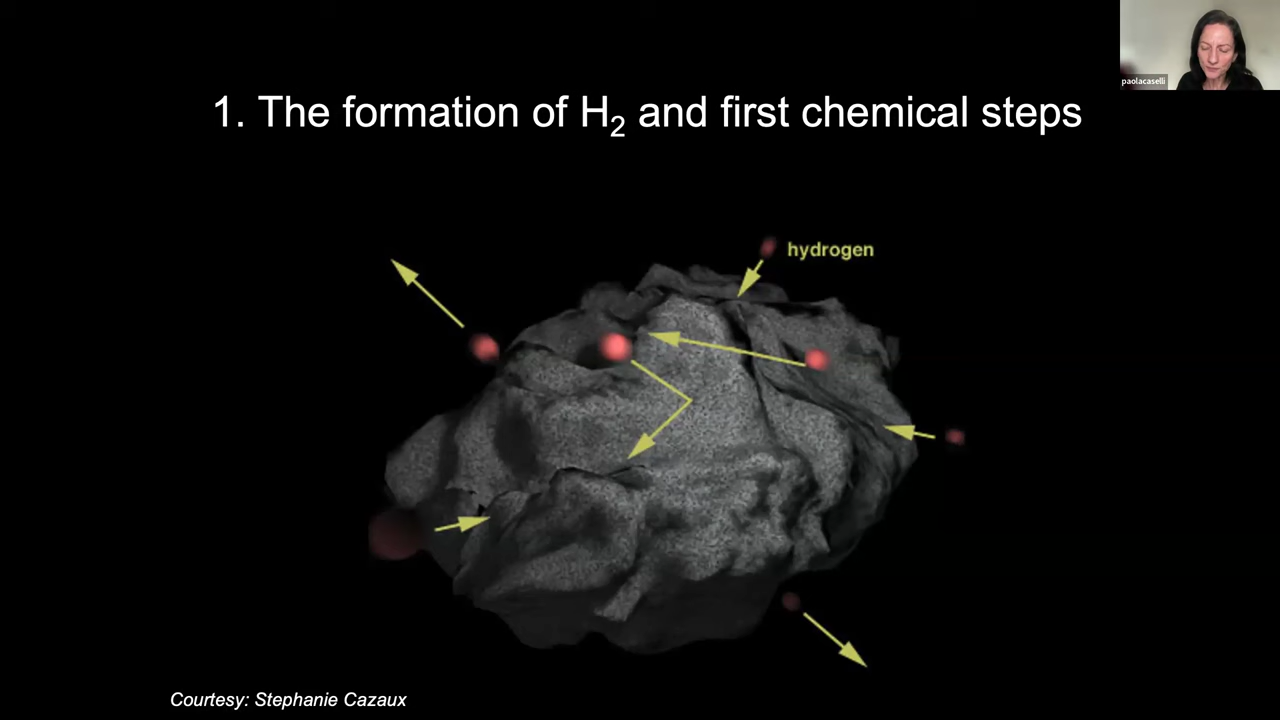 paolacaselli
1. The formation of H₂ and first chemical steps
hydrogen
Courtesy: Stephanie Cazaux